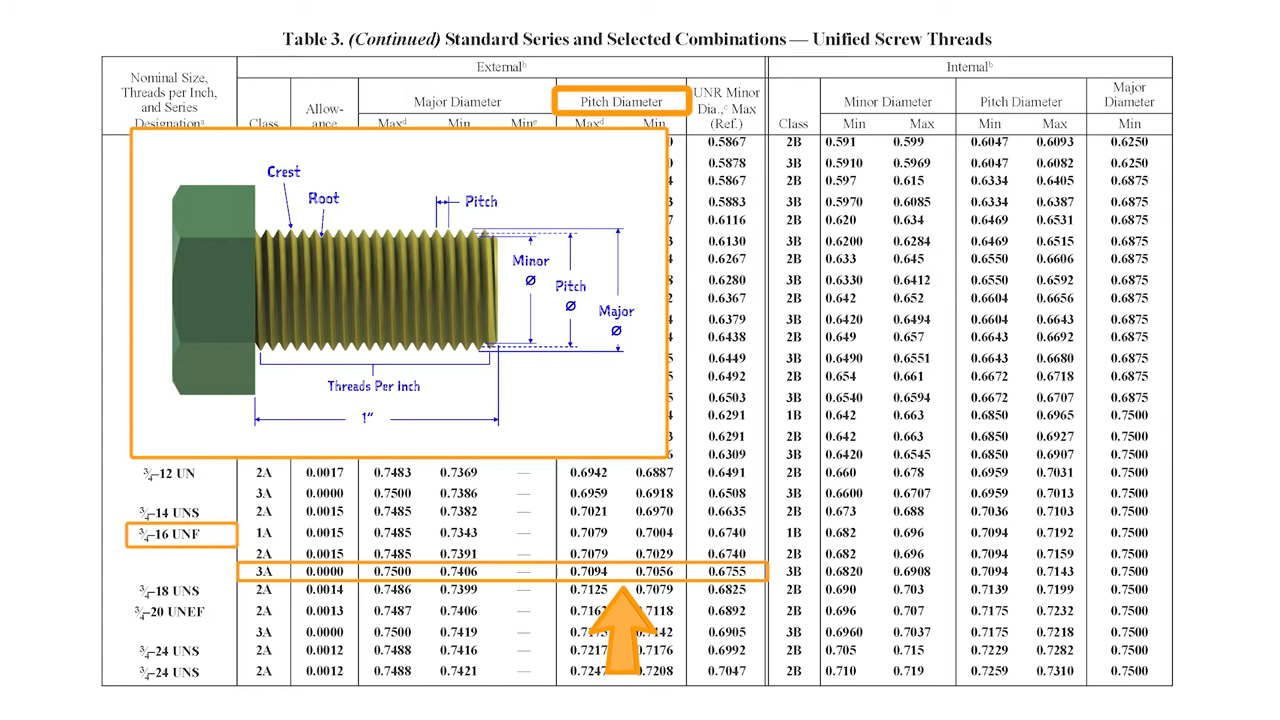 Table 3. (Continued) Standard Series and Selected Combinations — Unified Screw Threads
Nominal Size, Threads per Inch, and Series Designationᵃ
Externalᵇ
Internalᵇ
Class Allow-ance Major Diameter Pitch Diameter UNR Minor Dia.,ᶜ Max (Ref.) Class Minor Diameter Pitch Diameter Major Diameter
Maxᵈ Min Minᵉ Maxᵈ Min Min Max Min Max Min
0.5867 2B 0.591 0.599 0.6047 0.6093 0.6250
0.5878 3B 0.5910 0.5969 0.6047 0.6082 0.6250
0.5867 2B 0.597 0.615 0.6334 0.6405 0.6875
0.5883 3B 0.5970 0.6085 0.6334 0.6387 0.6875
0.6116 2B 0.620 0.634 0.6469 0.6531 0.6875
0.6130 3B 0.6200 0.6284 0.6469 0.6515 0.6875
0.6267 2B 0.633 0.645 0.6550 0.6606 0.6875
0.6280 3B 0.6330 0.6412 0.6550 0.6592 0.6875
0.6367 2B 0.642 0.652 0.6604 0.6656 0.6875
0.6379 3B 0.6420 0.6494 0.6604 0.6643 0.6875
0.6438 2B 0.649 0.657 0.6643 0.6692 0.6875
0.6449 3B 0.6490 0.6551 0.6643 0.6680 0.6875
0.6492 2B 0.654 0.661 0.6672 0.6718 0.6875
0.6503 3B 0.6540 0.6594 0.6672 0.6707 0.6875
0.6291 1B 0.642 0.663 0.6850 0.6965 0.7500
0.6291 2B 0.642 0.663 0.6850 0.6927 0.7500
0.6309 3B 0.6420 0.6545 0.6850 0.6907 0.7500
3⁄4–12 UN 2A 0.0017 0.7483 0.7369 — 0.6942 0.6887 0.6491 2B 0.660 0.678 0.6959 0.7031 0.7500
3A 0.0000 0.7500 0.7386 — 0.6959 0.6918 0.6508 3B 0.6600 0.6707 0.6959 0.7013 0.7500
3⁄4–14 UNS 2A 0.0015 0.7485 0.7382 — 0.7021 0.6970 0.6635 2B 0.673 0.688 0.7036 0.7103 0.7500
3⁄4–16 UNF 1A 0.0015 0.7485 0.7343 — 0.7079 0.7004 0.6740 1B 0.682 0.696 0.7094 0.7192 0.7500
2A 0.0015 0.7485 0.7391 — 0.7079 0.7029 0.6740 2B 0.682 0.696 0.7094 0.7159 0.7500
3A 0.0000 0.7500 0.7406 — 0.7094 0.7056 0.6755 3B 0.6820 0.6908 0.7094 0.7143 0.7500
3⁄4–18 UNS 2A 0.0014 0.7486 0.7399 — 0.7125 0.7079 0.6825 2B 0.690 0.703 0.7139 0.7199 0.7500
3⁄4–20 UNEF 2A 0.0013 0.7487 0.7406 — 0.7118 0.6892 2B 0.696 0.707 0.7175 0.7232 0.7500
3A 0.0000 0.7500 0.7419 — 0.6905 3B 0.6960 0.7037 0.7175 0.7218 0.7500
3⁄4–24 UNS 2A 0.0012 0.7488 0.7416 — 0.7217 0.7176 0.6992 2B 0.705 0.715 0.7229 0.7282 0.7500
3⁄4–24 UNS 2A 0.0012 0.7488 0.7421 — 0.7247 0.7208 0.7047 2B 0.710 0.719 0.7259 0.7310 0.7500
Crest
Root
Pitch
Minor
Ø
Pitch
Ø
Major
Ø
Threads Per Inch
1"